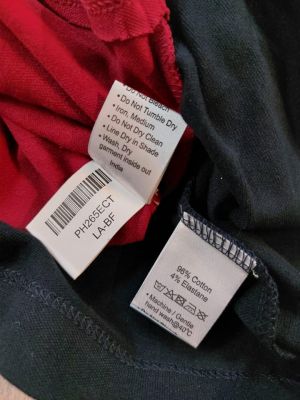 • Do Not Bleach
• Do Not Tumble Dry
• Iron, Medium
• Do Not Dry Clean
• Line Dry in Shade
• Wash, Dry
garment inside out
India
PH265ECT
LA-BF
96% Cotton
4% Elastane
• Machine / Gentle
hand wash@40°C